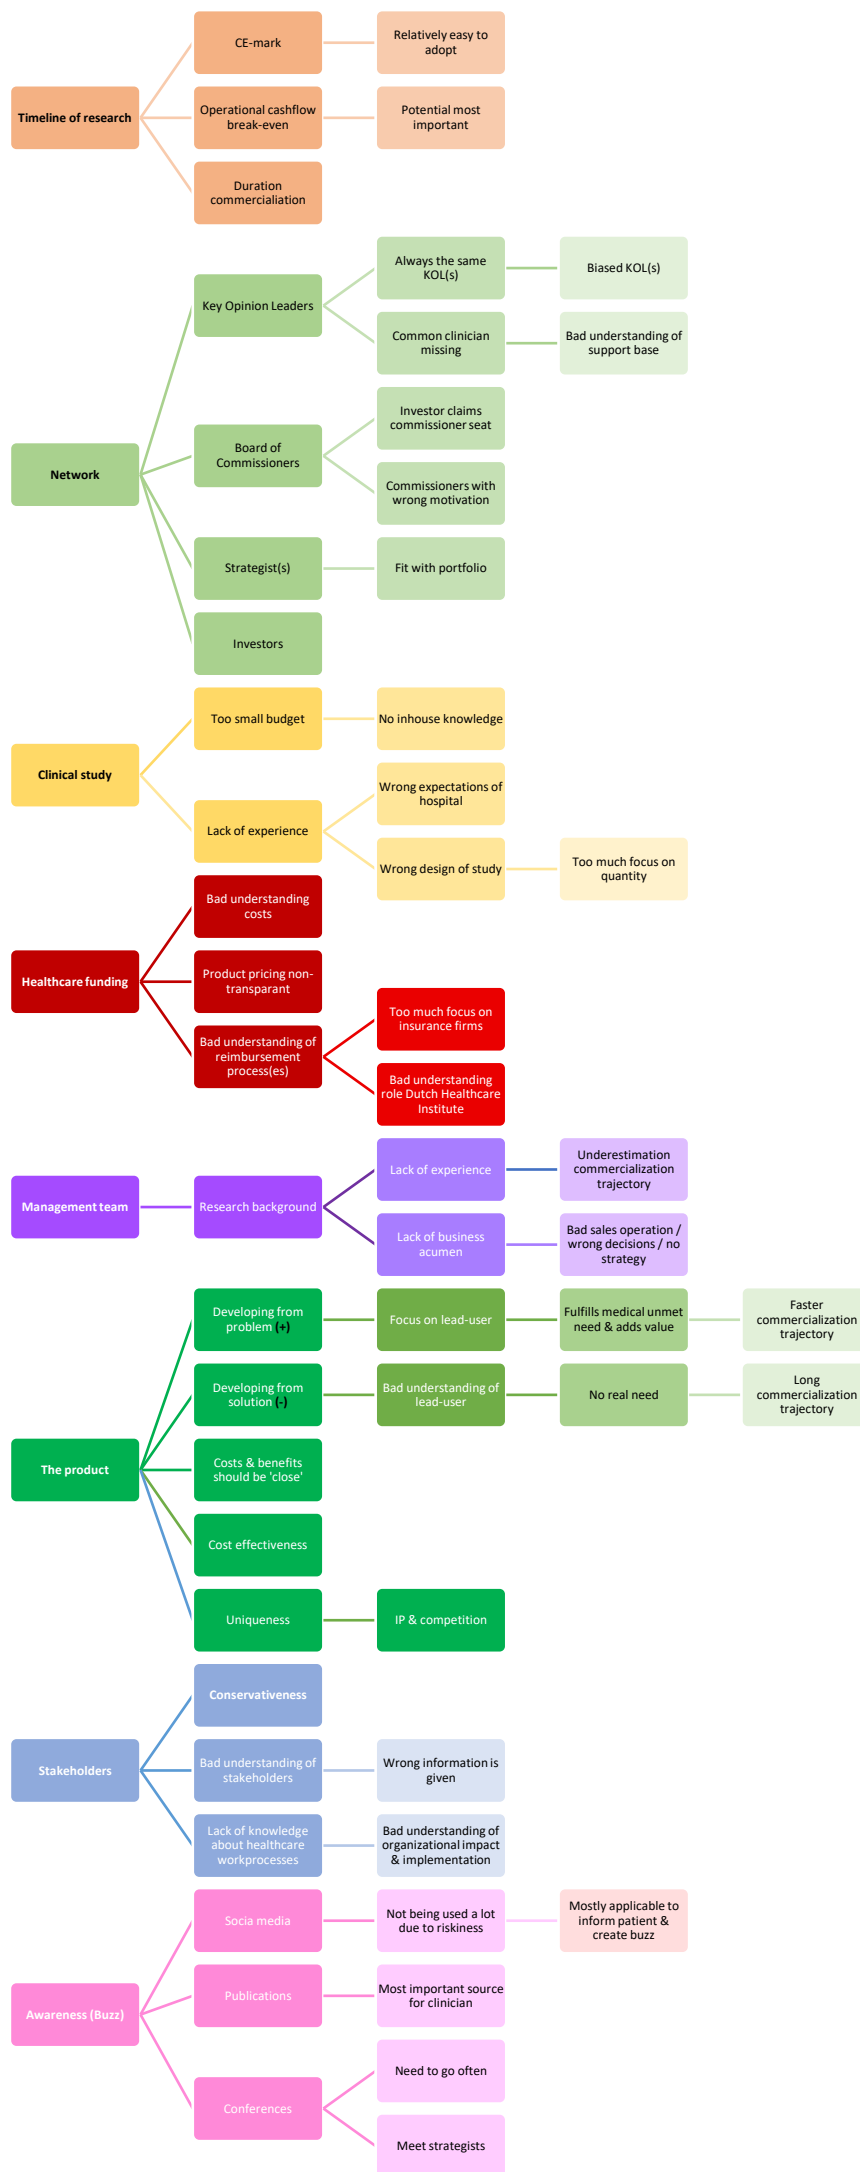 CE-mark
Relatively easy to
adopt
Timeline of research
Operational cashflow
break-even
Potential most
important
Duration
commercialiation
Network
Key Opinion Leaders
Always the same
KOL(s)
Biased KOL(s)
Common clinician
missing
Bad understanding of
support base
Board of
Commissioners
Investor claims
commissioner seat
Commissioners with
wrong motivation
Strategist(s)
Fit with portfolio
Investors
Clinical study
Too small budget
No inhouse knowledge
Lack of experience
Wrong expectations of
hospital
Wrong design of study
Too much focus on
quantity
Healthcare funding
Bad understanding
costs
Product pricing non-
transparant
Bad understanding of
reimbursement
process(es)
Too much focus on
insurance firms
Bad understanding
role Dutch Healthcare
Institute
Management team
Research background
Lack of experience
Underestimation
commercialization
trajectory
Lack of business
acumen
Bad sales operation /
wrong decisions / no
strategy
The product
Developing from
problem (+)
Focus on lead-user
Fulfills medical unmet
need & adds value
Faster
commercialization
trajectory
Developing from
solution (-)
Bad understanding of
lead-user
No real need
Long
commercialization
trajectory
Costs & benefits
should be 'close'
Cost effectiveness
Uniqueness
IP & competition
Stakeholders
Conservativeness
Bad understanding of
stakeholders
Wrong information is
given
Lack of knowledge
about healthcare
workprocesses
Bad understanding of
organizational impact
& implementation
Awareness (Buzz)
Socia media
Not being used a lot
due to riskiness
Mostly applicable to
inform patient &
create buzz
Publications
Most important source
for clinician
Conferences
Need to go often
Meet strategists